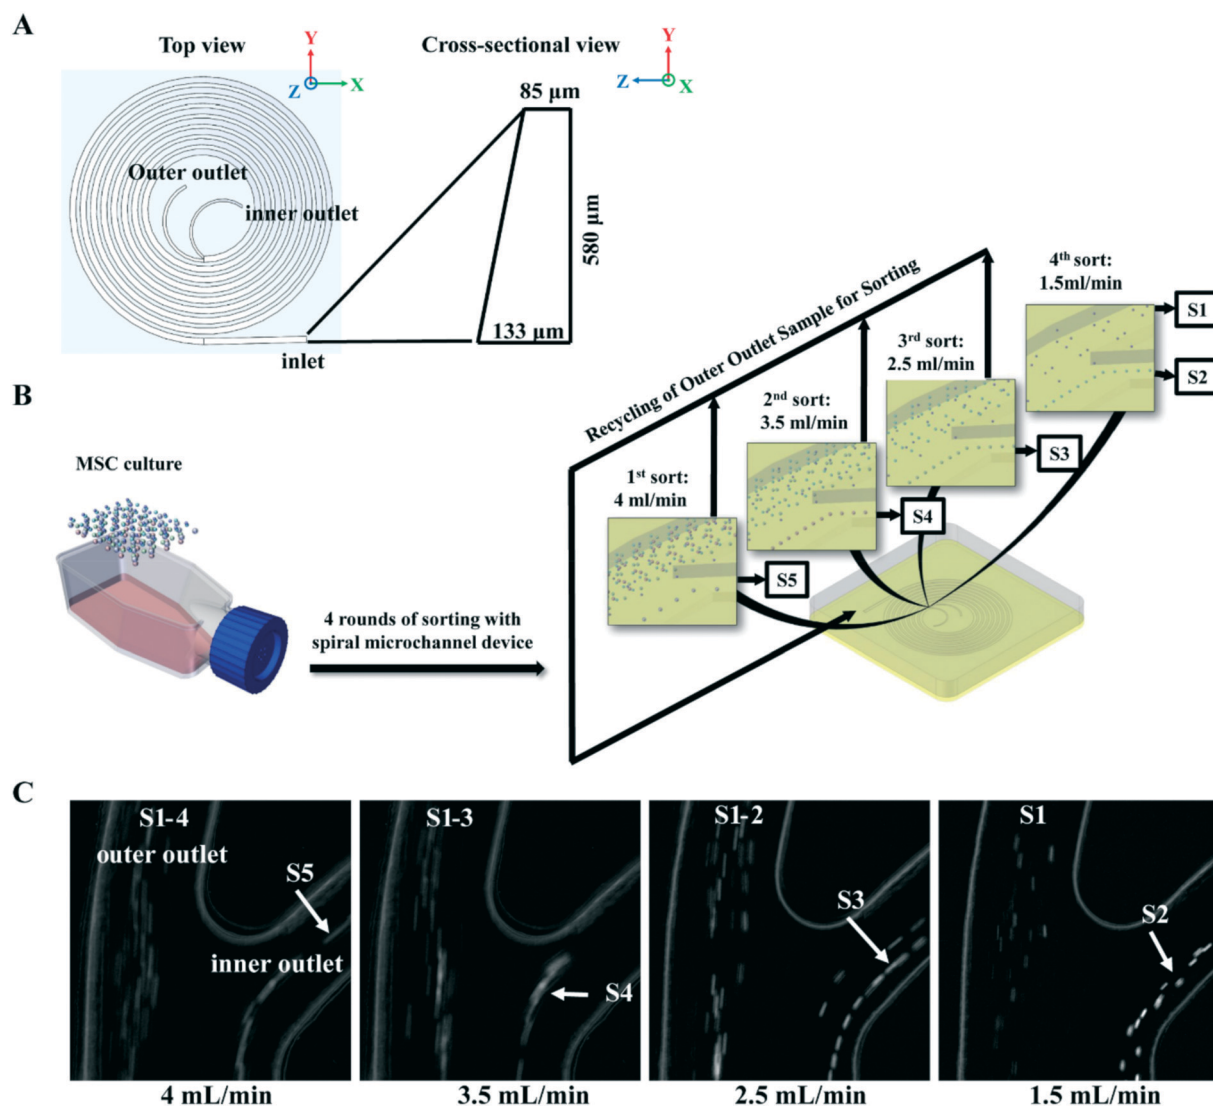 A
Top view
Y
Z
X
Cross-sectional view
Y
Z
X
85 μm
Outer outlet
inner outlet
580 μm
133 μm
inlet
B
MSC culture
4 rounds of sorting with
spiral microchannel device
Recycling of Outer Outlet Sample for Sorting
1st sort:
4 ml/min
S5
2nd sort:
3.5 ml/min
S4
3rd sort:
2.5 ml/min
S3
4th sort:
1.5ml/min
S1
S2
C
S1-4
outer outlet
S5
inner outlet
4 mL/min
S1-3
S4
3.5 mL/min
S1-2
S3
2.5 mL/min
S1
S2
1.5 mL/min